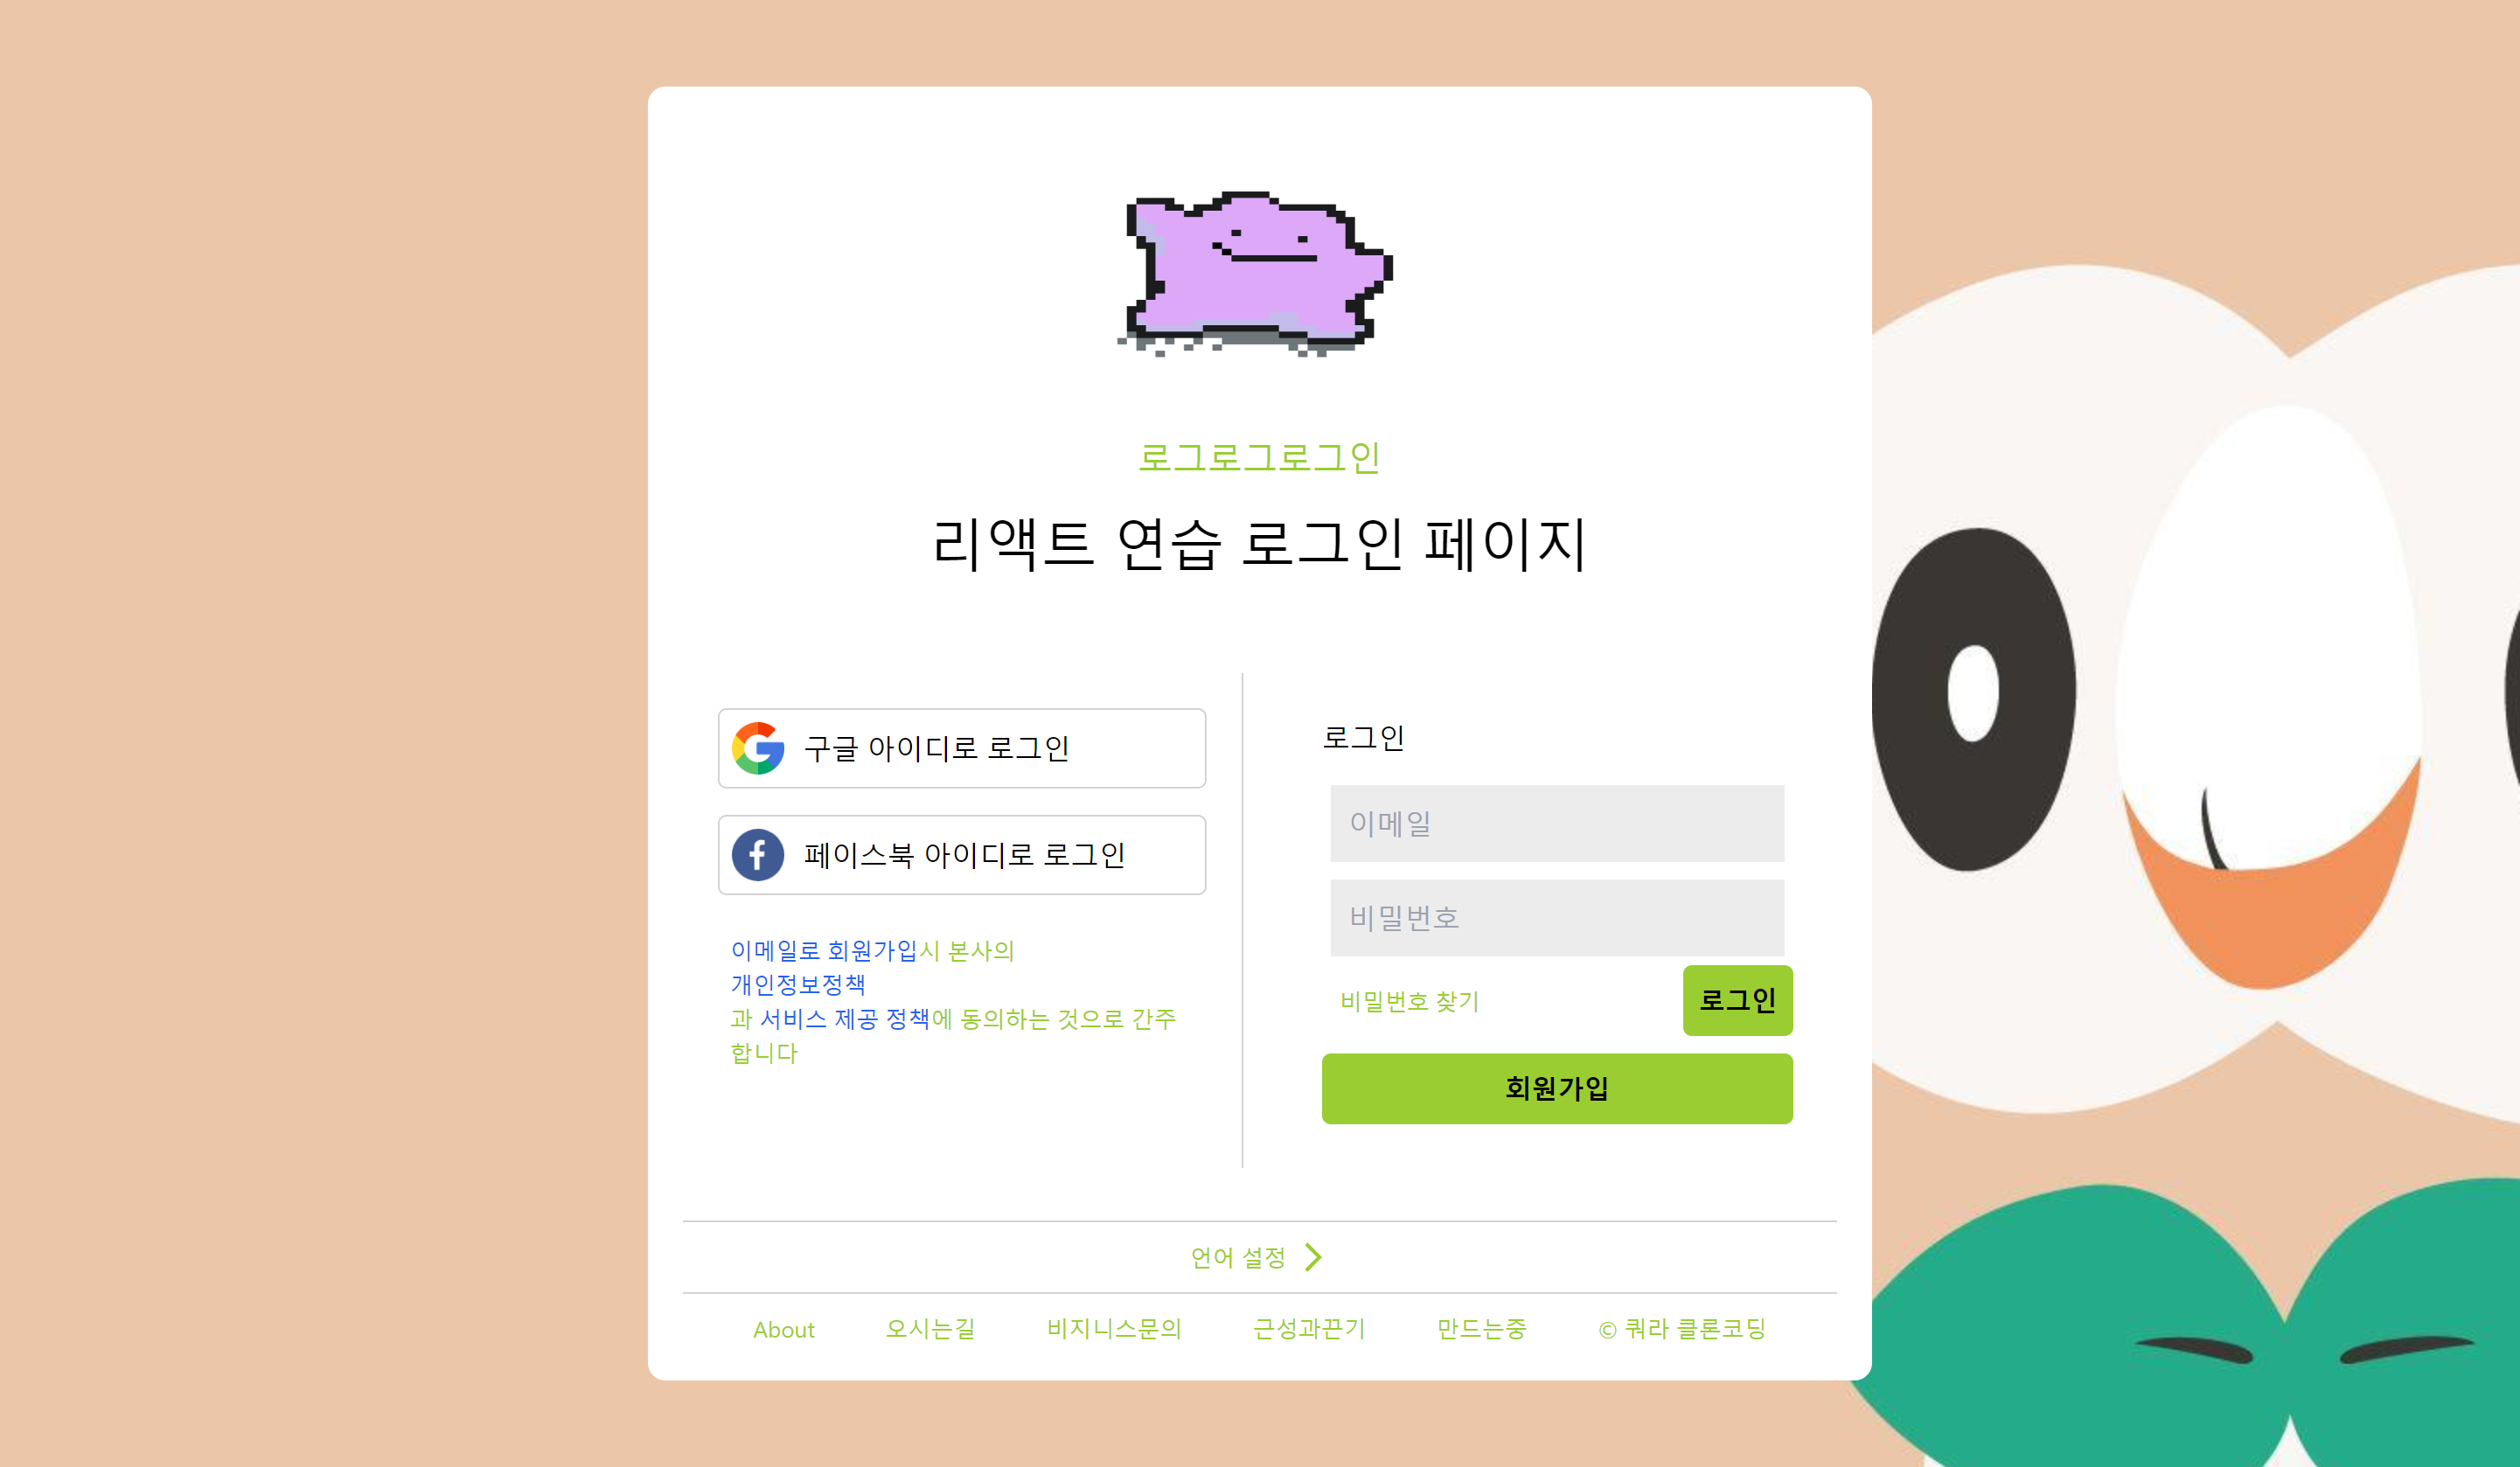 로그로그로그인
리액트 연습 로그인 페이지
구글 아이디로 로그인
페이스북 아이디로 로그인
이메일로 회원가입시 본사의
개인정보정책
과 서비스 제공 정책에 동의하는 것으로 간주
합니다
로그인
이메일
비밀번호
비밀번호 찾기
로그인
회원가입
언어 설정
About 오시는길 비지니스문의 근성과끈기 만드는중 © 쿼라 클론코딩